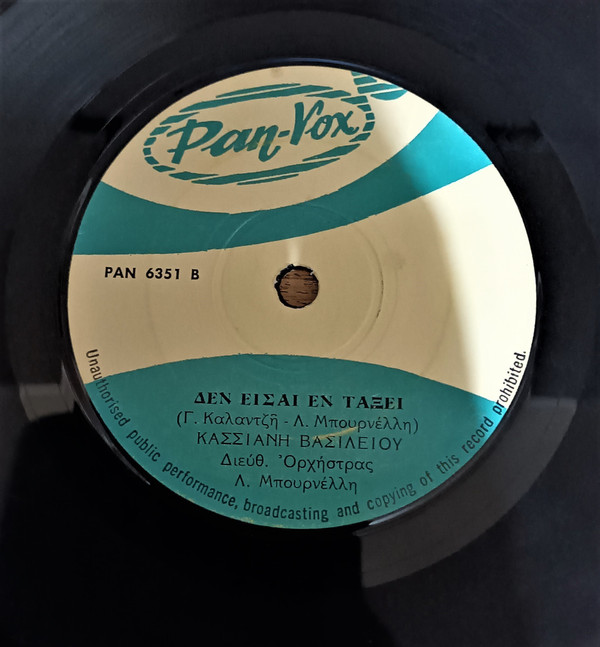 Pan-Vox
PAN 6351 B
ΔΕΝ ΕΙΣΑΙ ΕΝ ΤΑΞΕΙ
(Γ. Καλαντζῆ - Λ. Μπουρνέλλη)
ΚΑΣΣΙΑΝΗ ΒΑΣΙΛΕΙΟΥ
Διεύθ. Ὀρχήστρας
Λ. Μπουρνέλλη
Unauthorised public performance, broadcasting and copying of this record prohibited.